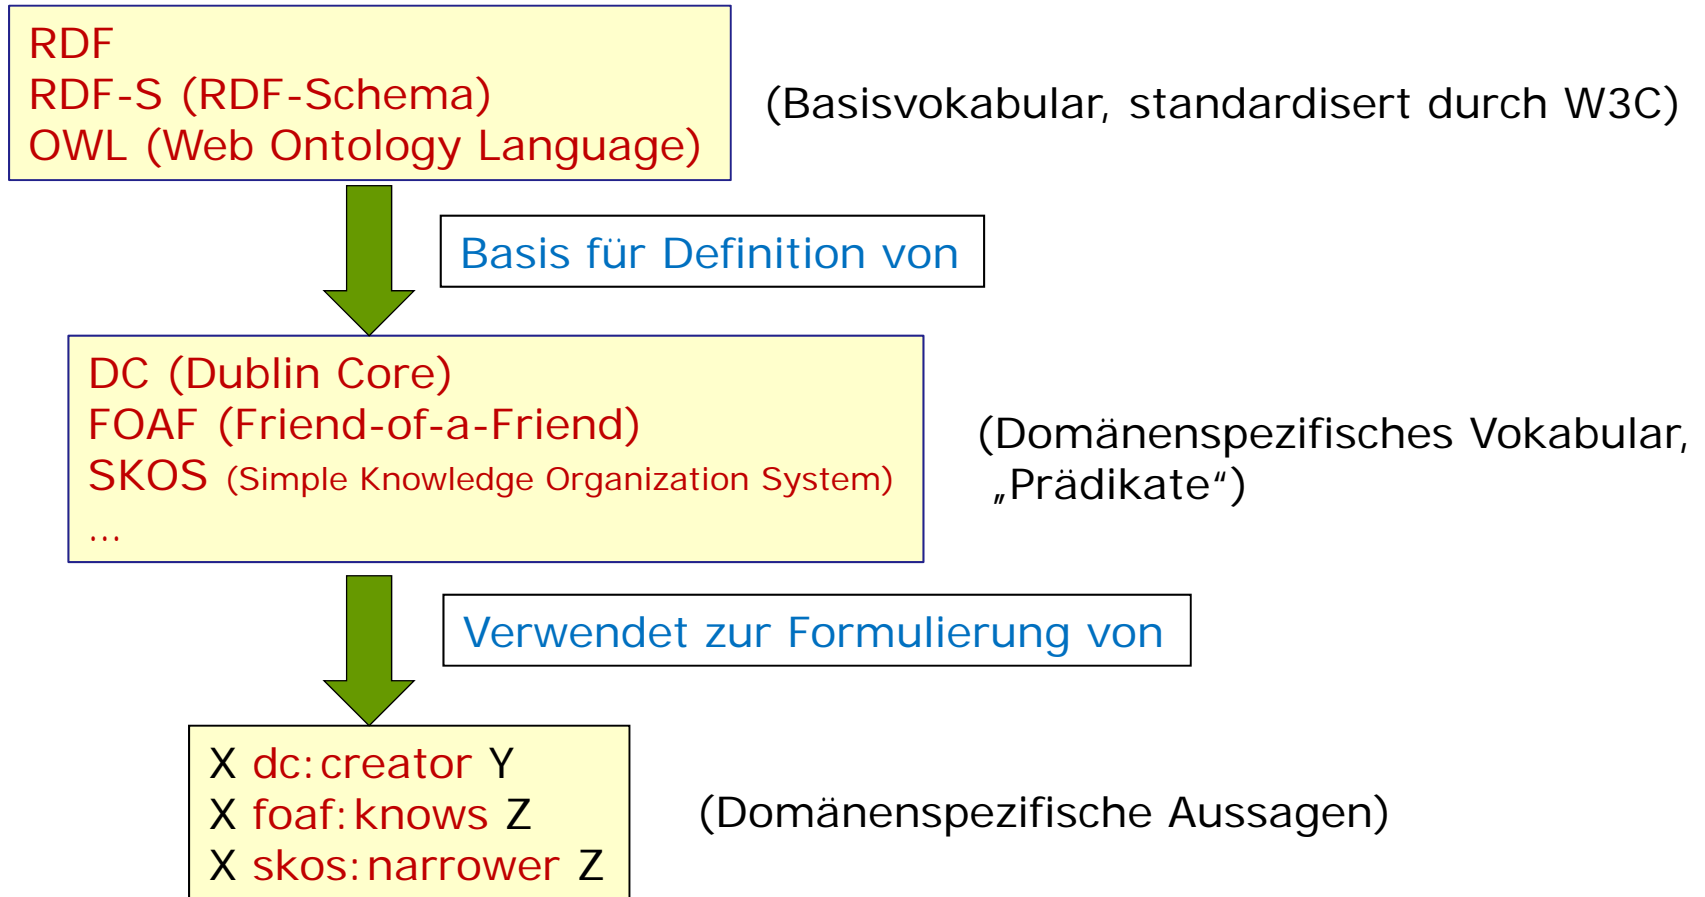 RDF
RDF-S (RDF-Schema)
OWL (Web Ontology Language)
(Basisvokabular, standardisert durch W3C)
Basis für Definition von
DC (Dublin Core)
FOAF (Friend-of-a-Friend)
SKOS (Simple Knowledge Organization System)
...
(Domänenspezifisches Vokabular,
„Prädikate“)
Verwendet zur Formulierung von
X dc:creator Y
X foaf:knows Z
X skos:narrower Z
(Domänenspezifische Aussagen)